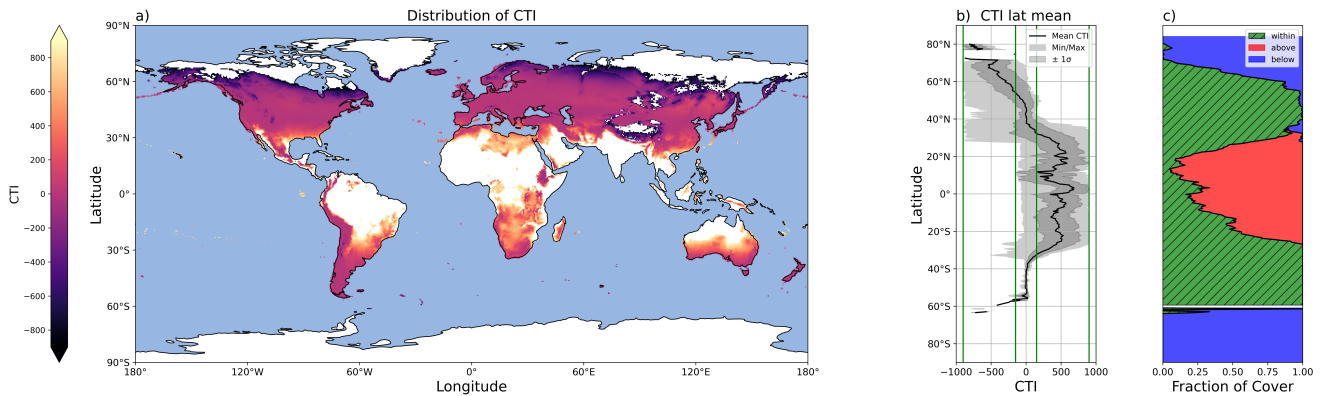 a) Distribution of CTI
90°N
60°N
30°N
0°
30°S
60°S
90°S
Latitude
180°
120°W
60°W
0°
60°E
120°E
180°
Longitude
CTI
800
600
400
200
0
−200
−400
−600
−800
b) CTI lat mean
Mean CTI
Min/Max
± 1σ
80°N
60°N
40°N
20°N
0°
20°S
40°S
60°S
80°S
Latitude
−1000 −500 0 500 1000
CTI
c)
within
above
below
0.00 0.25 0.50 0.75 1.00
Fraction of Cover